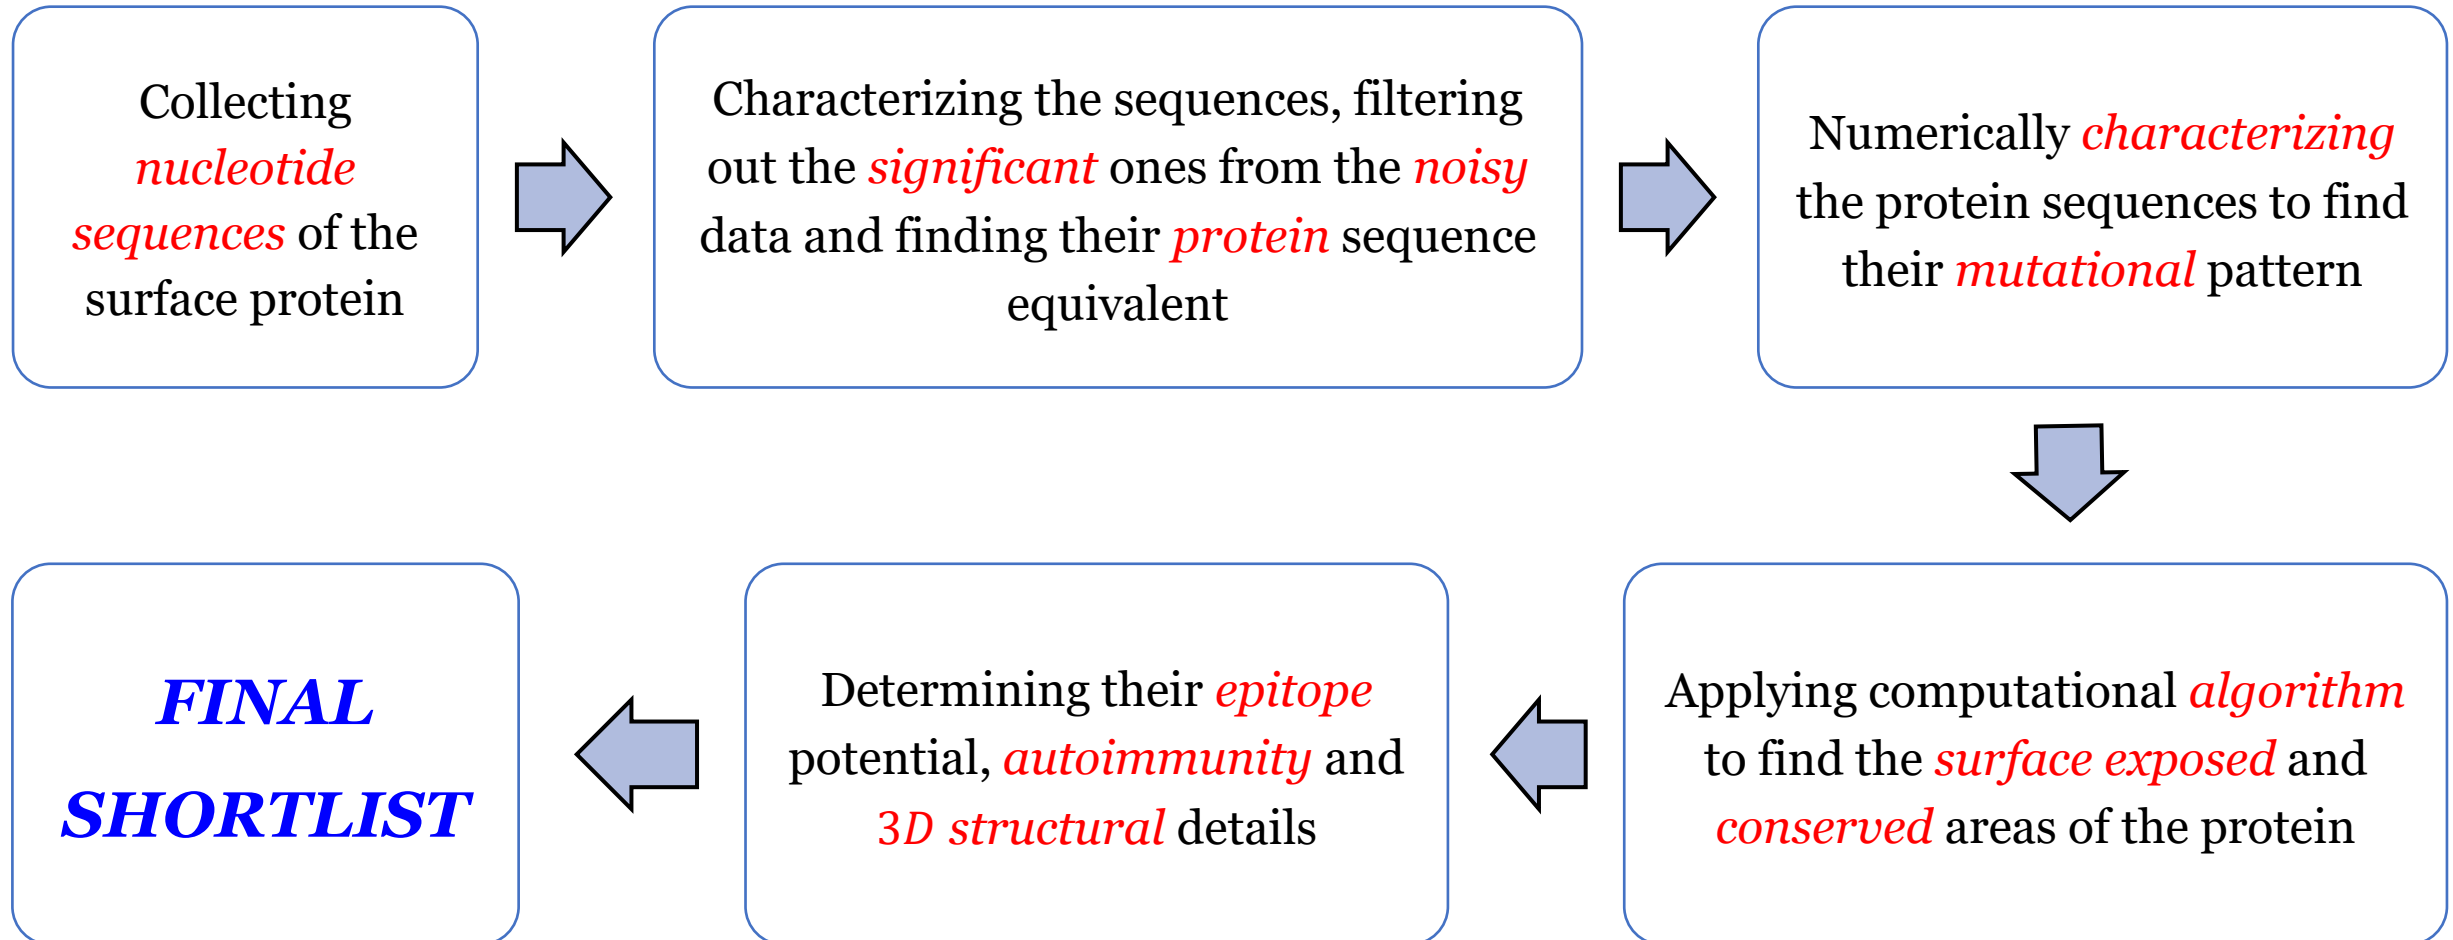 Collecting
nucleotide
sequences of the
surface protein
Characterizing the sequences, filtering
out the significant ones from the noisy
data and finding their protein sequence
equivalent
Numerically characterizing
the protein sequences to find
their mutational pattern
Applying computational algorithm
to find the surface exposed and
conserved areas of the protein
Determining their epitope
potential, autoimmunity and
3D structural details
FINAL
SHORTLIST